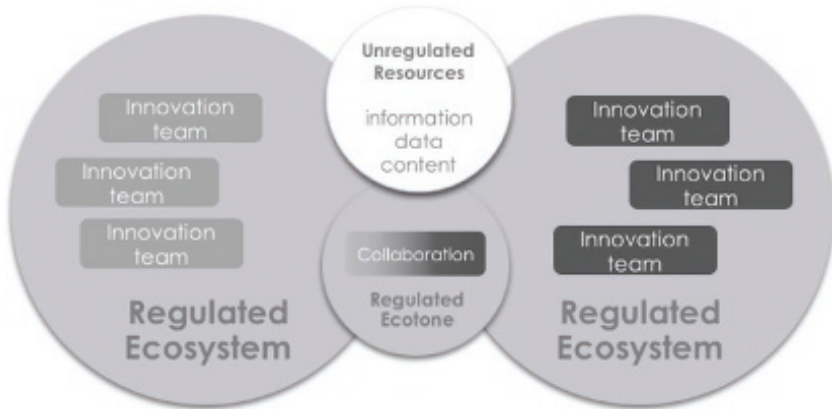 Unregulated
Resources
information
data
content
Innovation
team
Innovation
team
Innovation
team
Regulated
Ecosystem
Collaboration
Regulated
Ecotone
Innovation
team
Innovation
team
Innovation
team
Regulated
Ecosystem